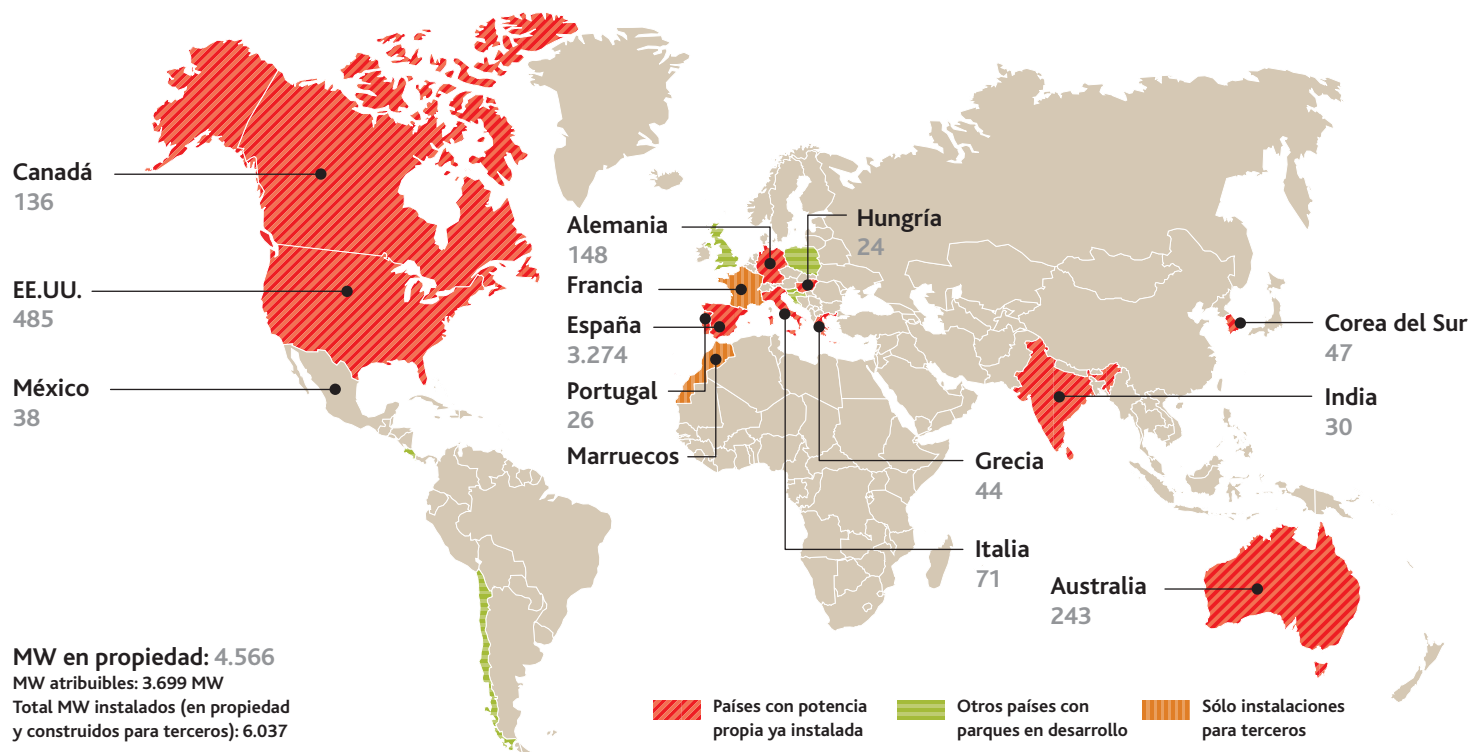 Canadá
136
EE.UU.
485
México
38
Alemania
148
Francia
España
3.274
Portugal
26
Marruecos
Hungría
24
Grecia
44
Italia
71
Corea del Sur
47
India
30
Australia
243
MW en propiedad: 4.566
MW atribuibles: 3.699 MW
Total MW instalados (en propiedad
y construidos para terceros): 6.037
Países con potencia
propia ya instalada
Otros países con
parques en desarrollo
Sólo instalaciones
para terceros